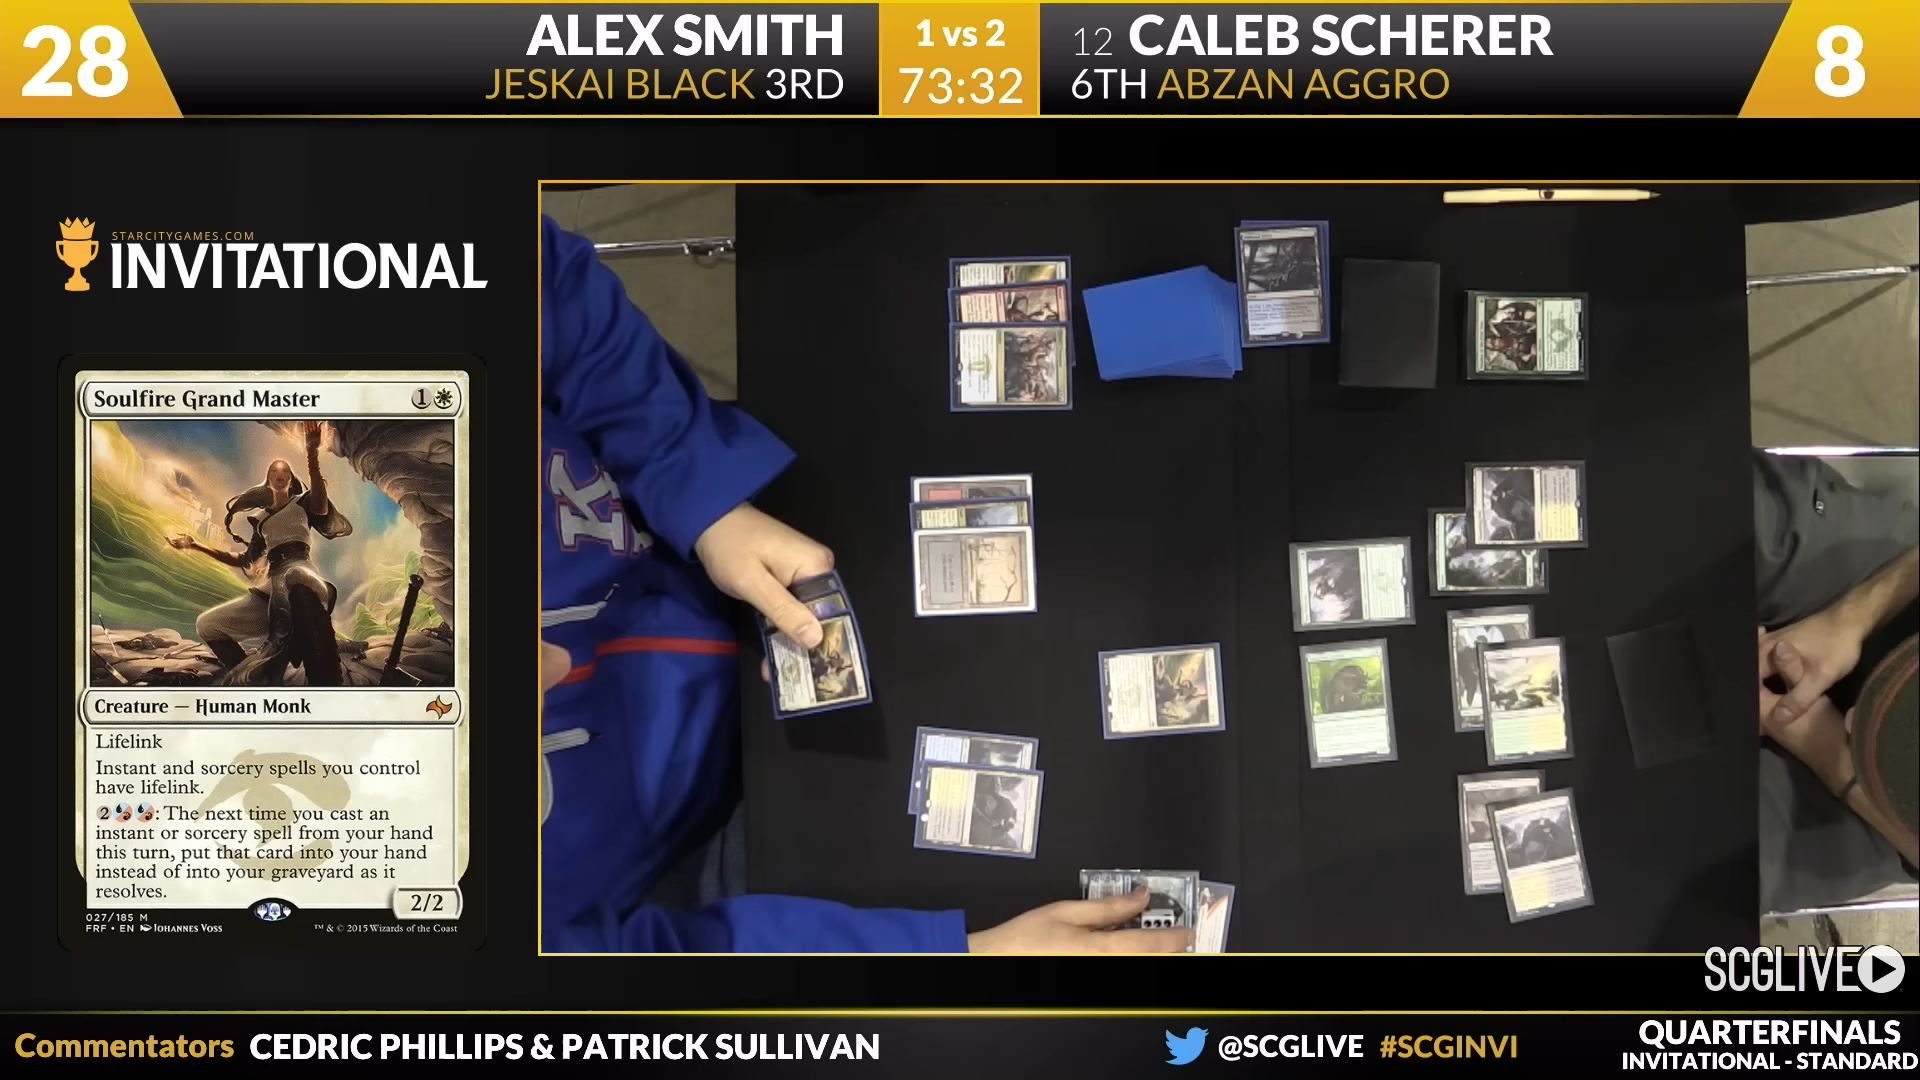 28
ALEX SMITH
JESKAI BLACK 3RD
1 vs 2
73:32
12 CALEB SCHERER
6TH ABZAN AGGRO
8
STARCITYGAMES.COM
INVITATIONAL
Soulfire Grand Master 1
Creature — Human Monk
Lifelink
Instant and sorcery spells you control
have lifelink.
2: The next time you cast an
instant or sorcery spell from your hand
this turn, put that card into your hand
instead of into your graveyard as it
resolves.
2/2
027/185 M
FRF • EN JOHANNES VOSS
™ & © 2015 Wizards of the Coast
K
SCGLIVE
Commentators CEDRIC PHILLIPS & PATRICK SULLIVAN
@SCGLIVE #SCGINVI
QUARTERFINALS
INVITATIONAL - STANDARD